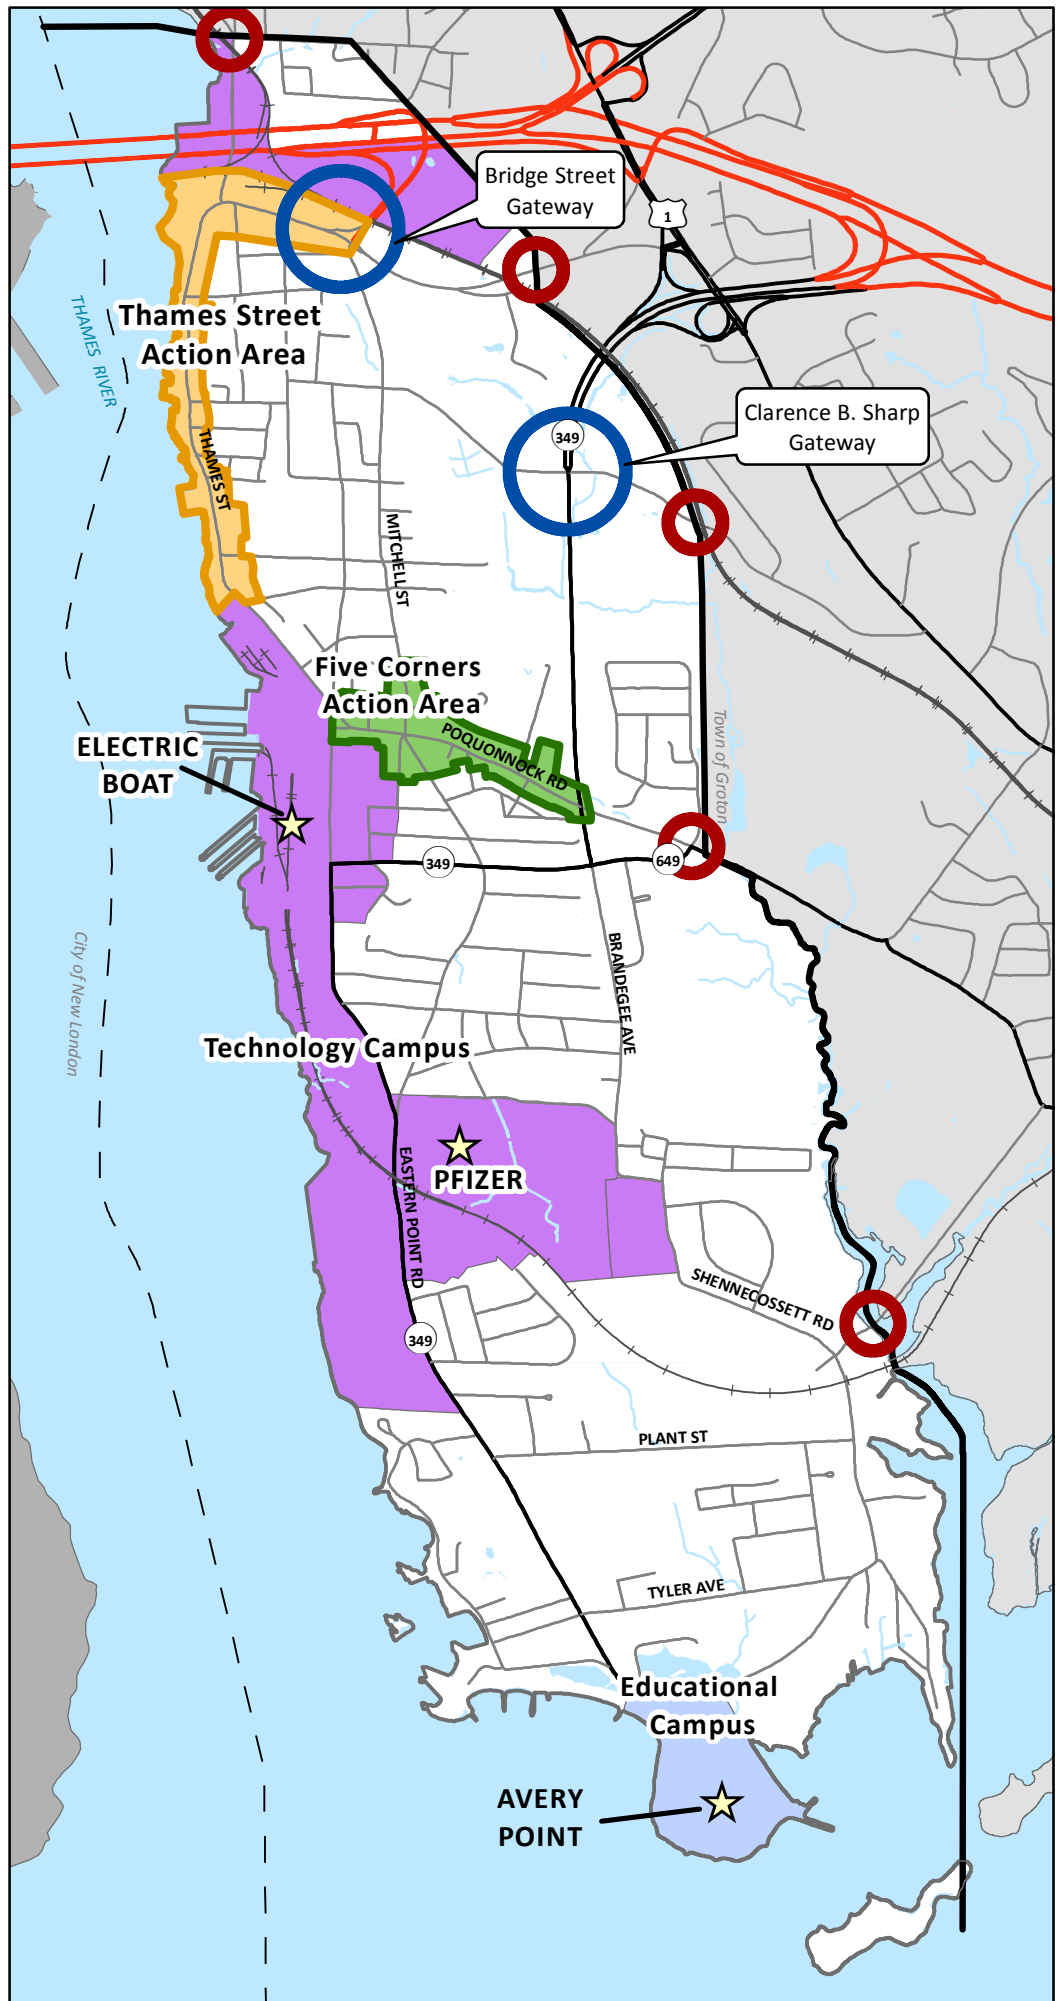 Bridge Street
Gateway
1
THAMES RIVER
Thames Street
Action Area
Clarence B. Sharp
Gateway
349
THAMES ST
MITCHELL ST
Five Corners
Action Area
POQUONNOCK RD
Town of Groton
ELECTRIC
BOAT
349
649
City of New London
BRANDEGEE AVE
Technology Campus
EASTERN POINT RD
PFIZER
SHENNECOSSETT RD
349
PLANT ST
TYLER AVE
Educational
Campus
AVERY
POINT